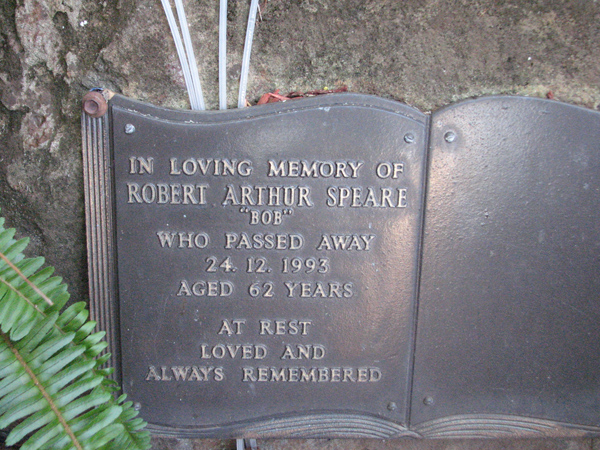 IN LOVING MEMORY OF
ROBERT ARTHUR SPEARE
"BOB"
WHO PASSED AWAY
24. 12. 1993
AGED 62 YEARS
AT REST
LOVED AND
ALWAYS REMEMBERED